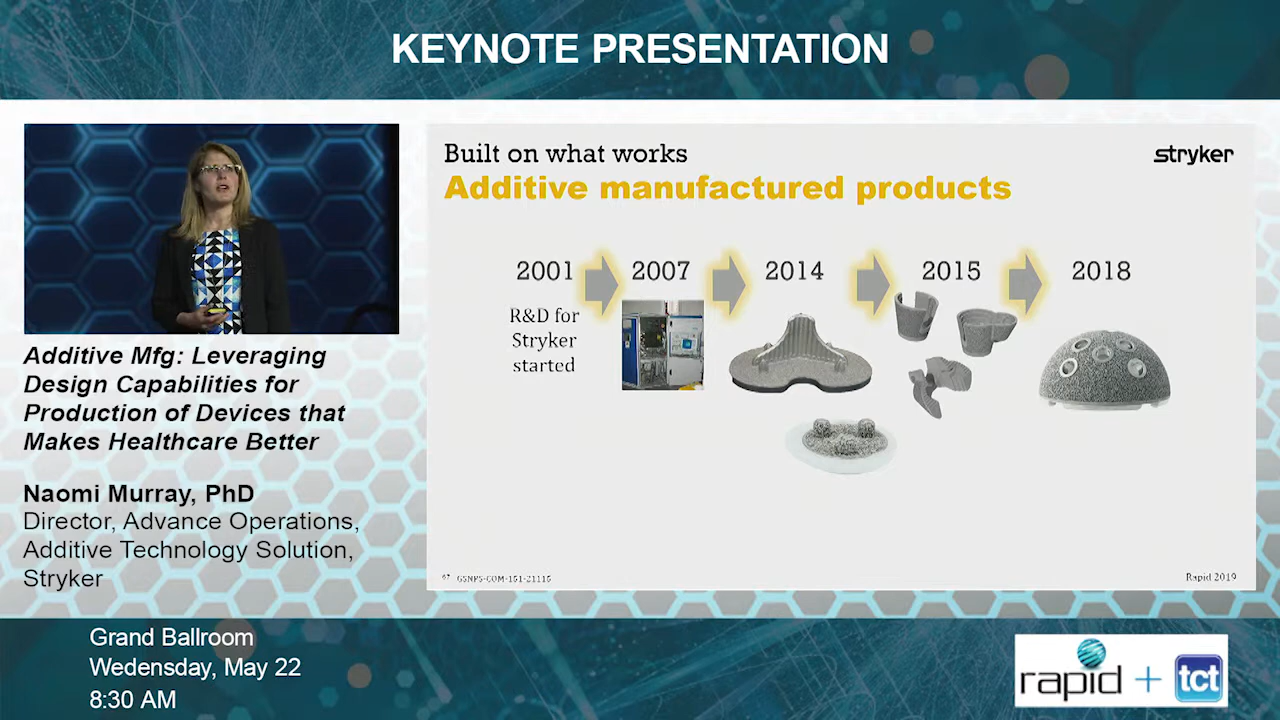 KEYNOTE PRESENTATION
Built on what works
stryker
Additive manufactured products
2001
2007
2014
2015
2018
R&D for
Stryker
started
67 GSNPS-COM-151-21115
Rapid 2019
Additive Mfg: Leveraging
Design Capabilities for
Production of Devices that
Makes Healthcare Better
Naomi Murray, PhD
Director, Advance Operations,
Additive Technology Solution,
Stryker
Grand Ballroom
Wedensday, May 22
8:30 AM
rapid + tct